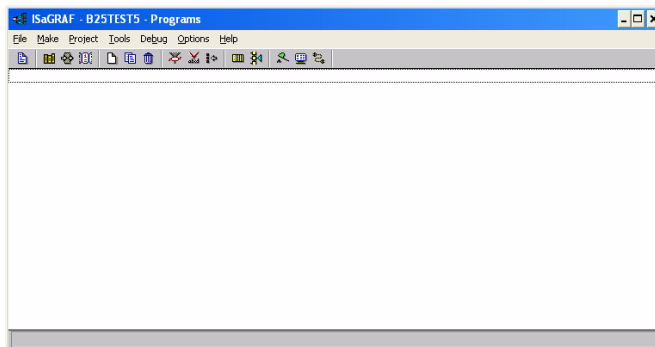 ISaGRAF - B25TEST5 - Programs
File Make Project Tools Debug Options Help